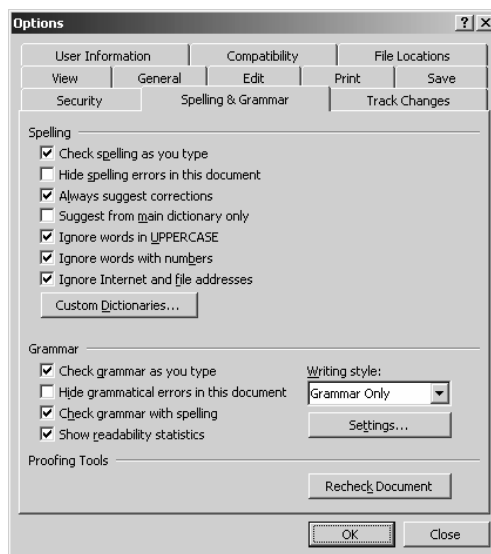 Options
User Information Compatibility File Locations
View General Edit Print Save
Security Spelling & Grammar Track Changes
Spelling
Check spelling as you type
Hide spelling errors in this document
Always suggest corrections
Suggest from main dictionary only
Ignore words in UPPERCASE
Ignore words with numbers
Ignore Internet and file addresses
Custom Dictionaries...
Grammar
Check grammar as you type Writing style:
Hide grammatical errors in this document Grammar Only
Check grammar with spelling
Show readability statistics Settings...
Proofing Tools
Recheck Document
OK Close